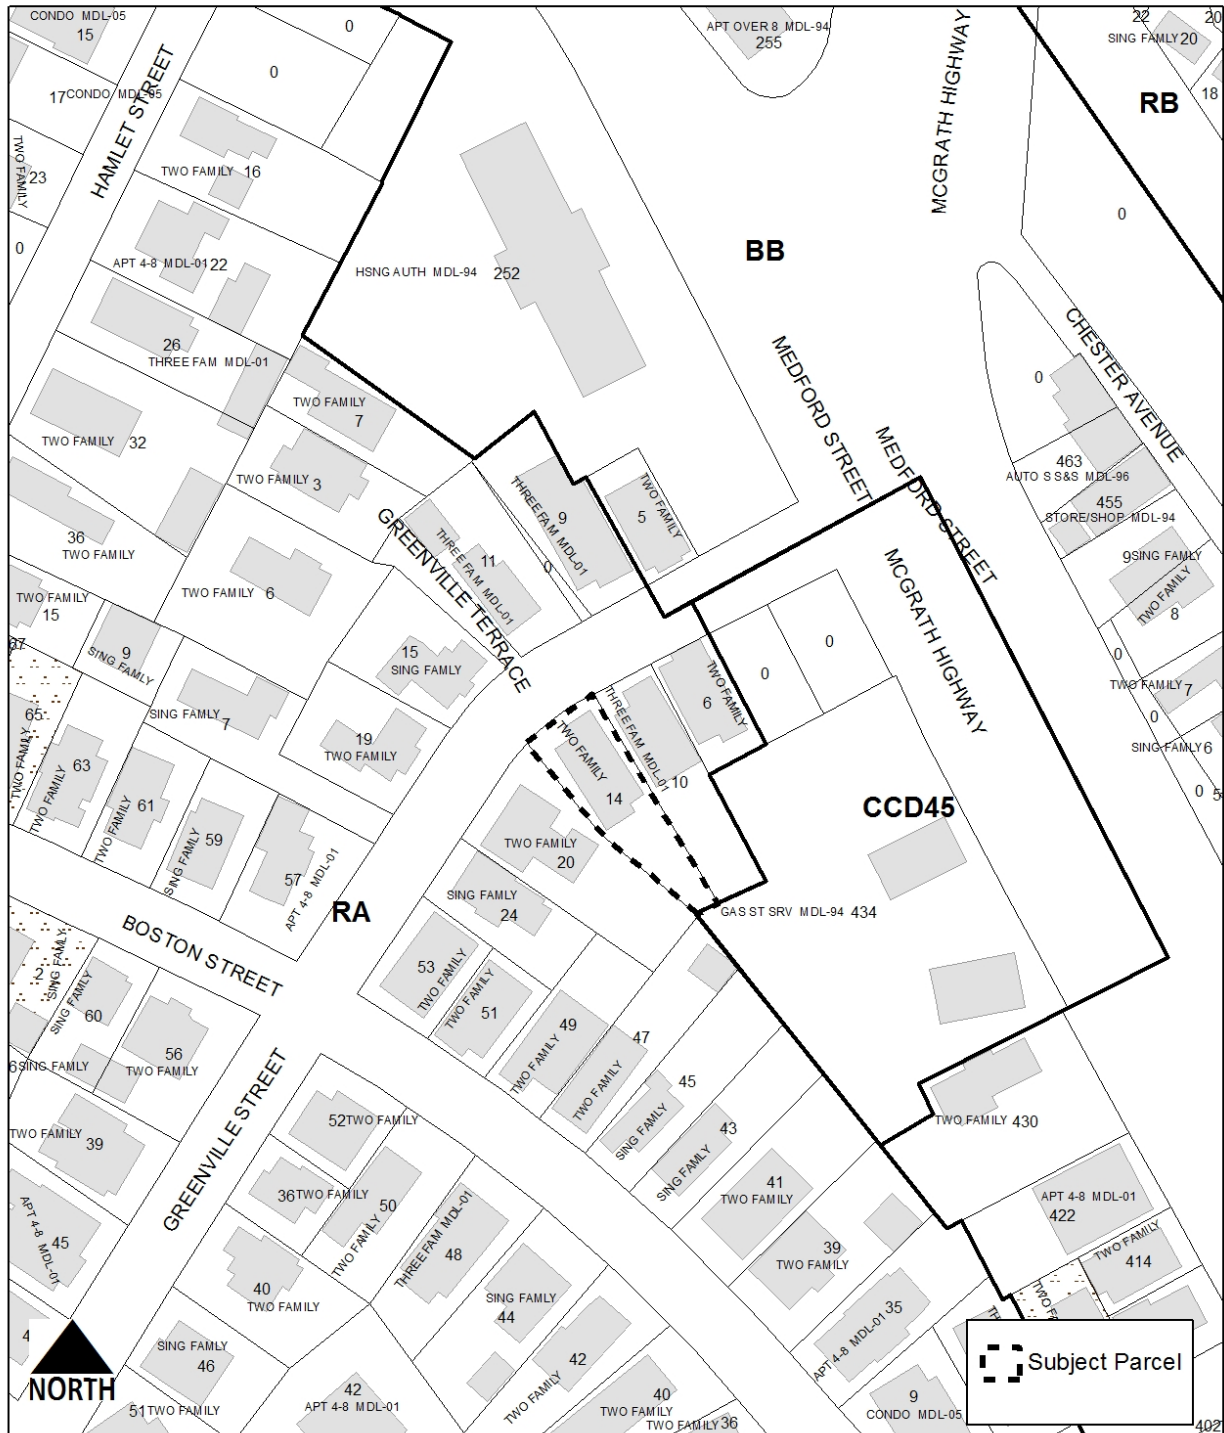 CONDO MDL-05
15
0
0
17
CONDO MDL-05
HAMLET STREET
TWO FAMILY
23
0
TWO FAMILY 16
APT 4-8 MDL-01 22
26
THREE FAM MDL-01
TWO FAMILY 32
36
TWO FAMILY
APT OVER 8 MDL-94
255
MCGRATH HIGHWAY
22
20
SING FAMLY 20
RB
18
0
HSNG AUTH MDL-94 252
BB
MEDFORD STREET
MEDFORD STREET
CHESTER AVENUE
0
463
AUTO S S&S MDL-96
455
STORE/SHOP MDL-94
9 SING FAMILY
TWO FAMILY
8
0
TWO FAMILY 7
0
SING FAMILY 6
0
5
TWO FAMILY
7
TWO FAMILY 3
TWO FAMILY 6
GREENVILLE TERRACE
THREE FAM MDL-01
11
THREE FAM MDL-01
9
0
TWO FAMILY
5
MCGRATH HIGHWAY
0
0
TWO FAMILY
6
THREE FAM MDL-01
10
TWO FAMILY
14
CCD45
GAS ST SRV MDL-94 434
TWO FAMILY
15
67
9
SING FAMILY
SING FAMLY
7
15
SING FAMLY
19
TWO FAMILY
65
TWO FAMILY
TWO FAMILY
63
TWO FAMILY
61
SING FAMLY
59
57
APT 4-8 MDL-01
RA
TWO FAMILY
20
SING FAMLY
24
BOSTON STREET
2
SING FAMLY
SING FAMLY
60
56
TWO FAMILY
6 SING FAMLY
TWO FAMILY
39
53
TWO FAMILY
TWO FAMILY
51
49
TWO FAMILY
47
TWO FAMILY
45
SING FAMLY
43
SING FAMLY
41
TWO FAMILY
39
TWO FAMILY
APT 4-8 MDL-01 35
TWO FAMILY 430
APT 4-8 MDL-01
422
TWO FAMILY
414
GREENVILLE STREET
52 TWO FAMILY
36 TWO FAMILY
50
TWO FAMILY
THREE FAM MDL-01
48
40
TWO FAMILY
SING FAMLY
44
42
TWO FAMILY
APT 4-8 MDL-01
45
4
SING FAMLY
46
51 TWO FAMILY
42
APT 4-8 MDL-01
40
TWO FAMILY
TWO FAMILY 36
9
CONDO MDL-05
402
NORTH
Subject Parcel